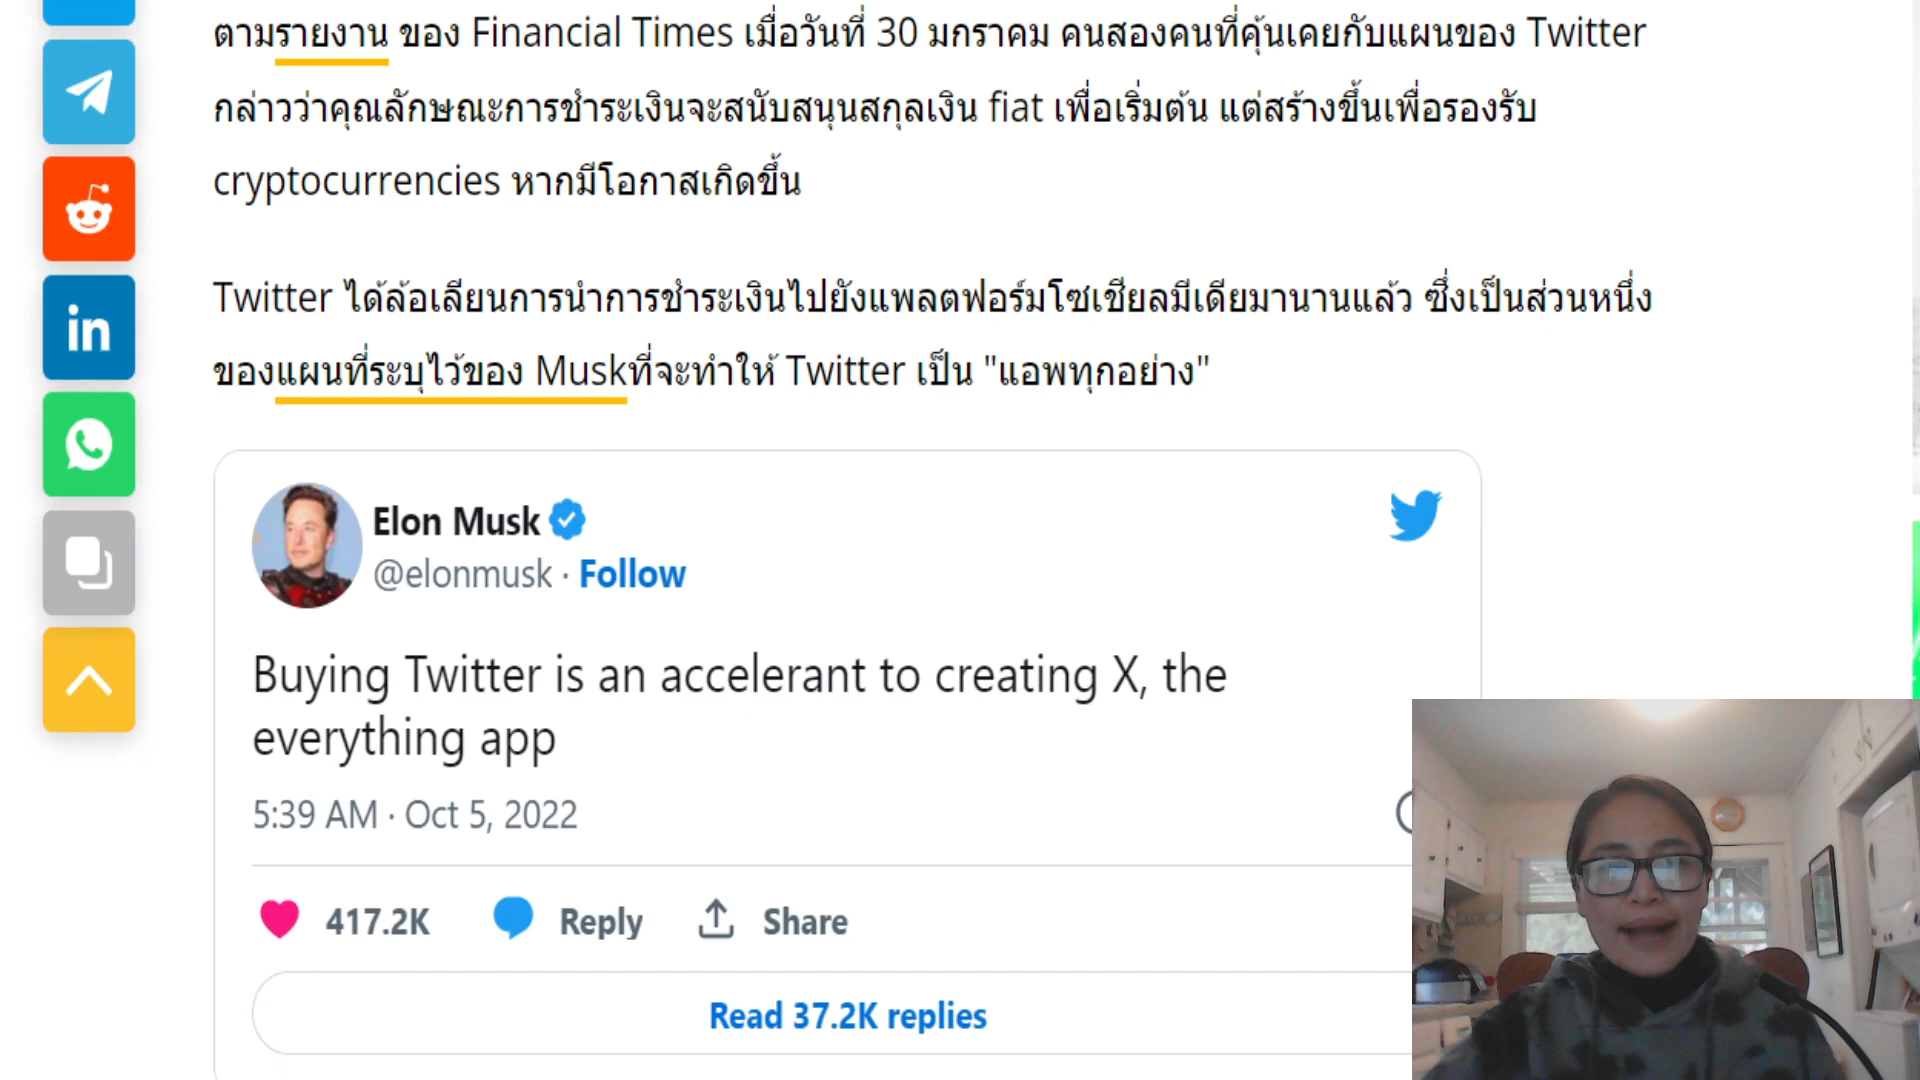 ตามรายงาน ของ Financial Times เมื่อวันที่ 30 มกราคม คนสองคนที่คุ้นเคยกับแผนของ Twitter
กล่าวว่าคุณลักษณะการชำระเงินจะสนับสนุนสกุลเงิน fiat เพื่อเริ่มต้น แต่สร้างขึ้นเพื่อรองรับ
cryptocurrencies หากมีโอกาสเกิดขึ้น
Twitter ได้ล้อเลียนการนำการชำระเงินไปยังแพลตฟอร์มโซเชียลมีเดียมานานแล้ว ซึ่งเป็นส่วนหนึ่ง
ของแผนที่ระบุไว้ของ Muskที่จะทำให้ Twitter เป็น "แอพทุกอย่าง"
in
Elon Musk
@elonmusk · Follow
Buying Twitter is an accelerant to creating X, the
everything app
5:39 AM · Oct 5, 2022
417.2K Reply Share
Read 37.2K replies